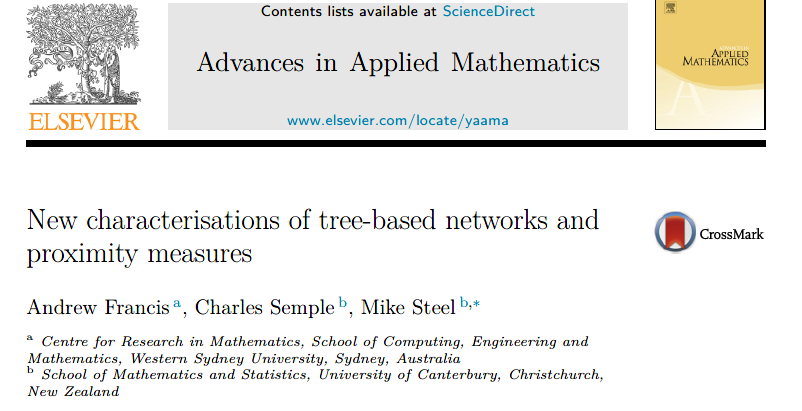 Contents lists available at ScienceDirect
Advances in Applied Mathematics
www.elsevier.com/locate/yaama
ELSEVIER
APPLIED
MATHEMATICS
New characterisations of tree-based networks and
proximity measures
CrossMark
Andrew Francis a, Charles Semple b, Mike Steel b,*
a Centre for Research in Mathematics, School of Computing, Engineering and
Mathematics, Western Sydney University, Sydney, Australia
b School of Mathematics and Statistics, University of Canterbury, Christchurch,
New Zealand